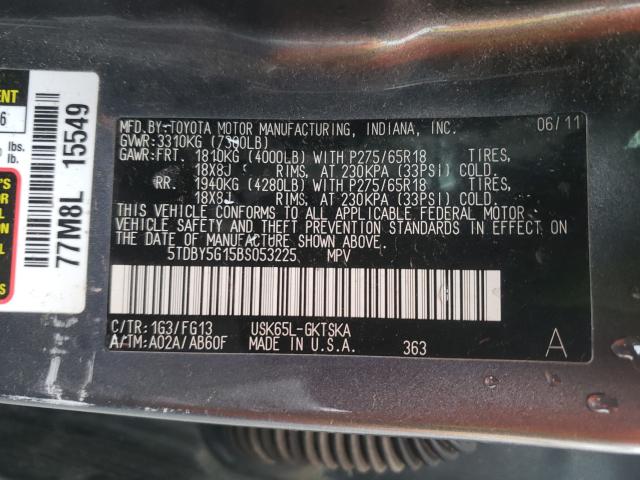 MFD.BY-TOYOTA MOTOR MANUFACTURING, INDIANA, INC. 06/11
GVWR:3310KG (7300LB)
GAWR:FRT. 1810KG (4000LB) WITH P275/65R18 TIRES,
18X8J RIMS, AT 230KPA (33PSI) COLD.
RR. 1940KG (4280LB) WITH P275/65R18 TIRES,
18X8J RIMS, AT 230KPA (33PSI) COLD.
THIS VEHICLE CONFORMS TO ALL APPLICABLE FEDERAL MOTOR
VEHICLE SAFETY AND THEFT PREVENTION STANDARDS IN EFFECT ON
THE DATE OF MANUFACTURE SHOWN ABOVE.
5TDBY5G15BS053225 MPV
C/TR:1G3/FG13 USK65L-GKTSKA
A/TM:A02A/AB60F MADE IN U.S.A. 363 A
77M8L 15549
ENT
6
lbs.
lb.